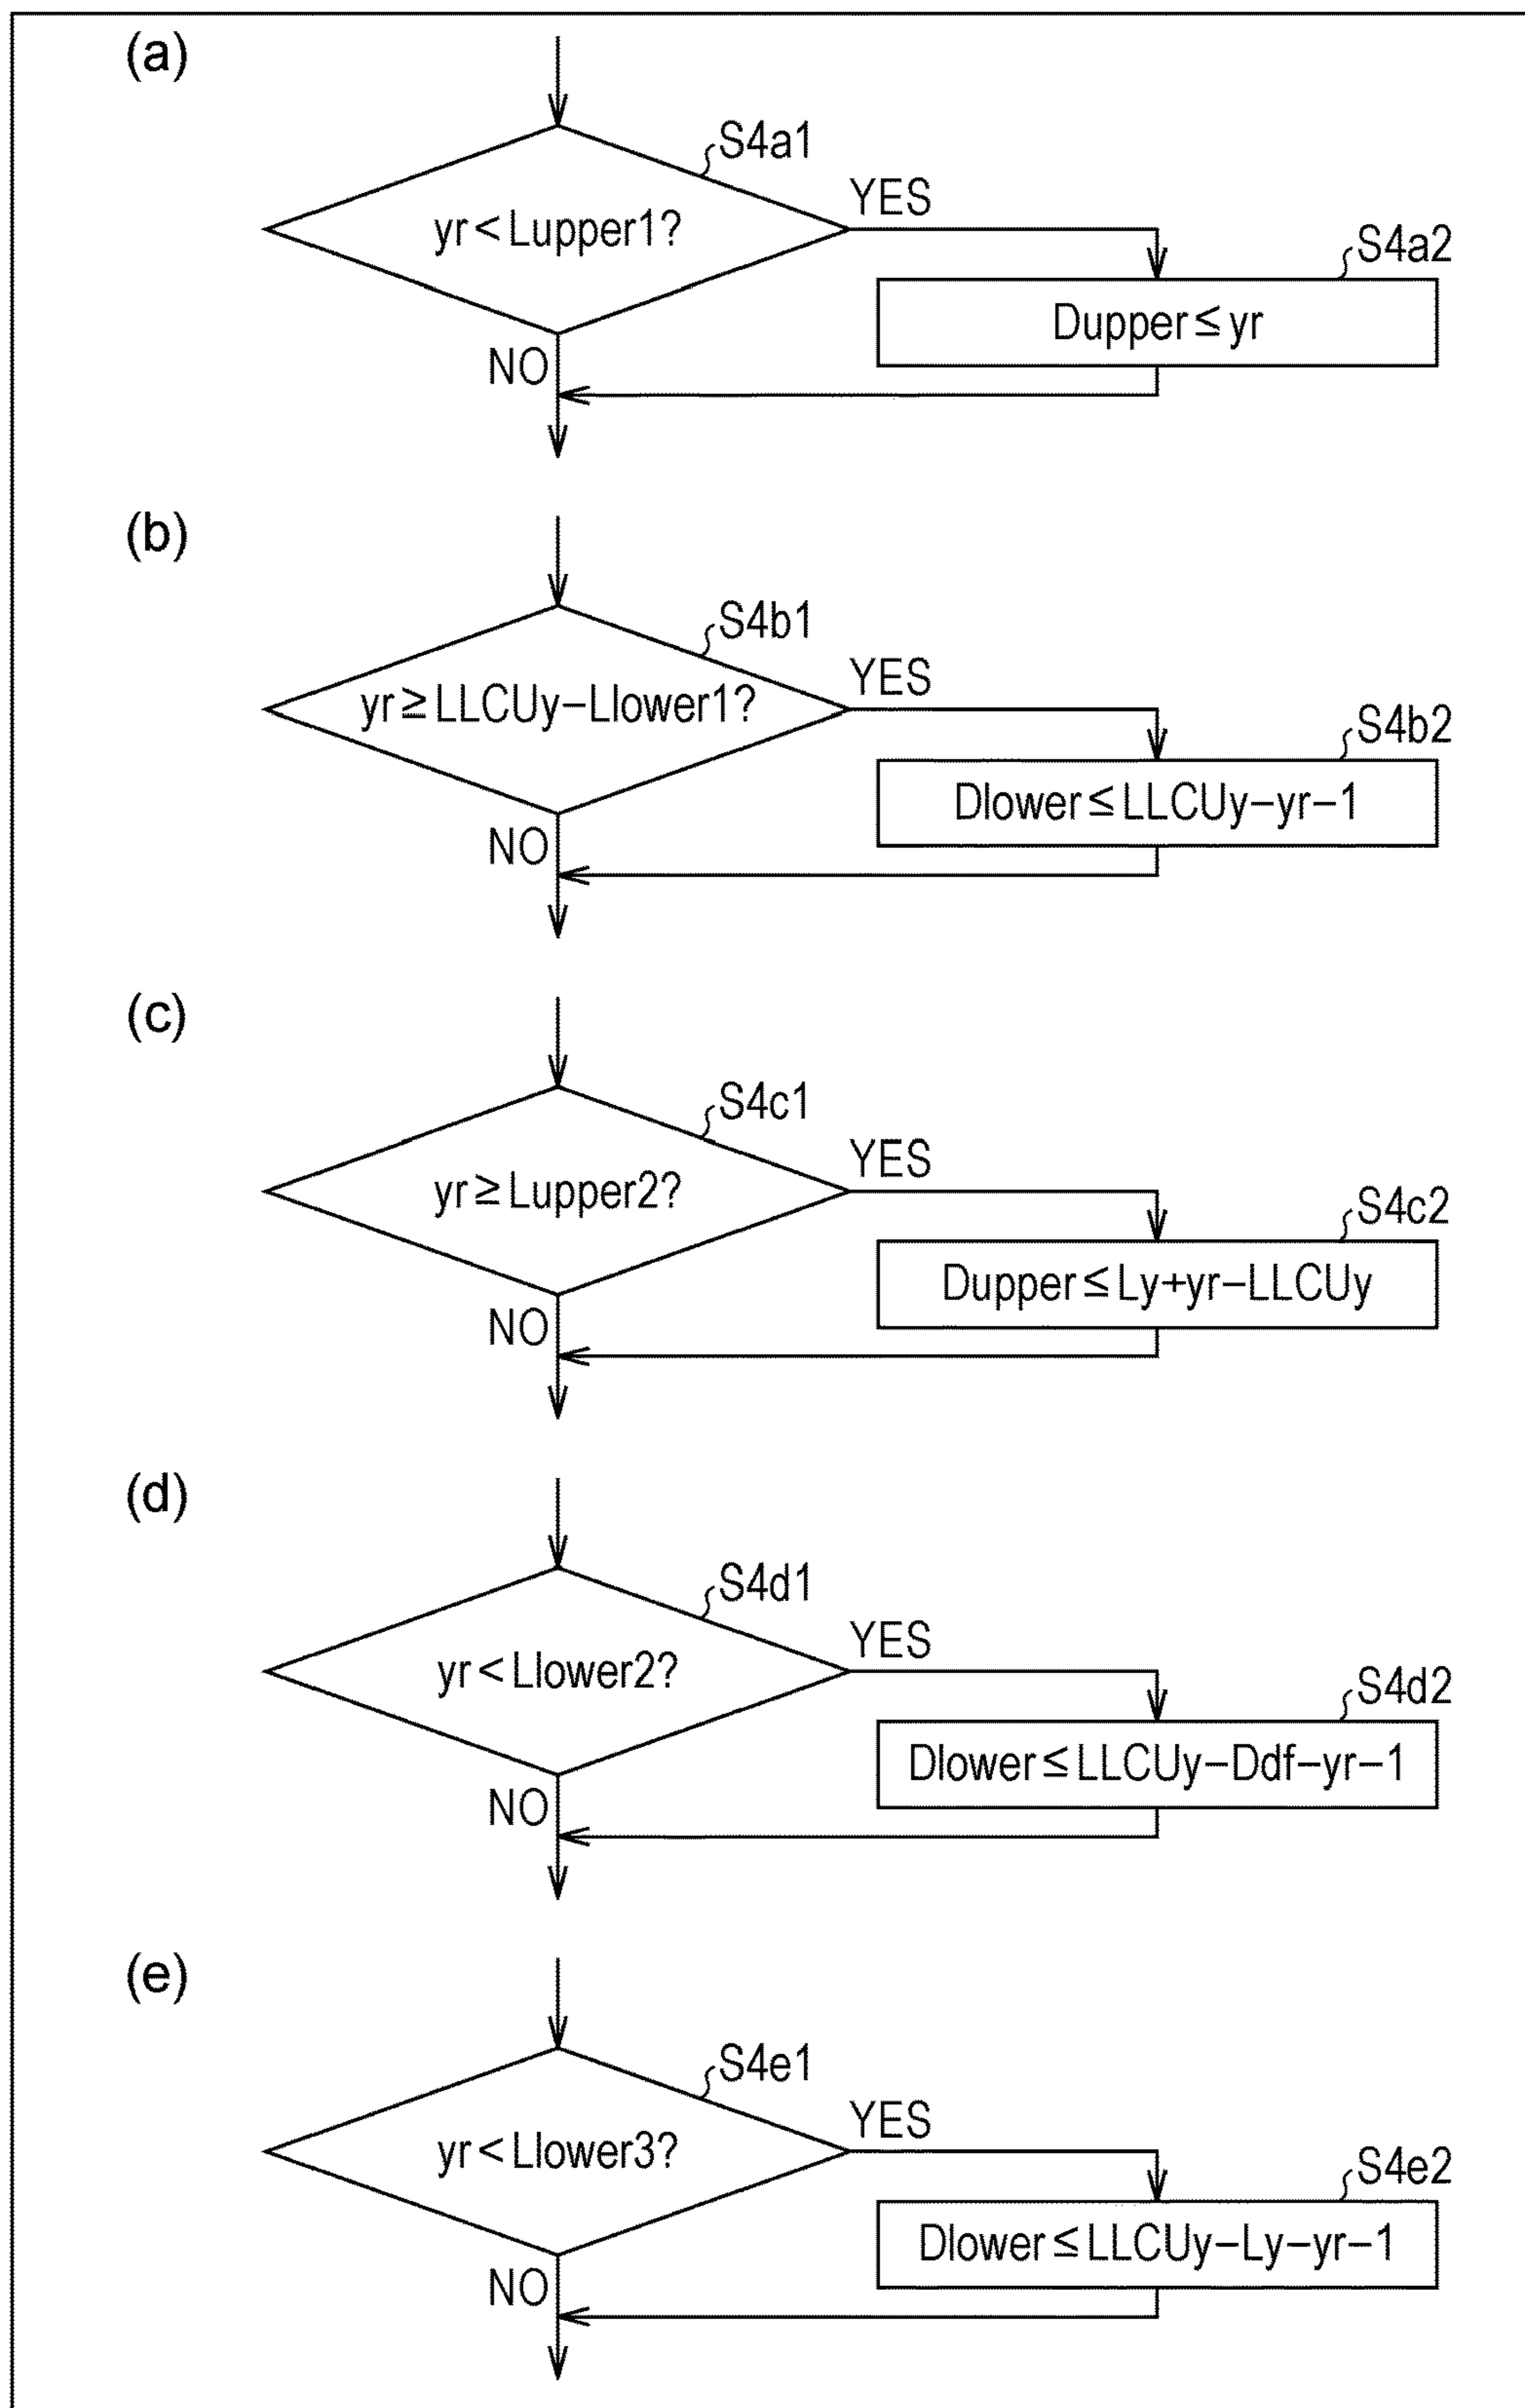 (a)
S4a1
yr < Lupper1?
YES
S4a2
Dupper ≤ yr
NO
(b)
S4b1
yr ≥ LLCUy–Llower1?
YES
S4b2
Dlower ≤ LLCUy–yr–1
NO
(c)
S4c1
yr ≥ Lupper2?
YES
S4c2
Dupper ≤ Ly+yr–LLCUy
NO
(d)
S4d1
yr < Llower2?
YES
S4d2
Dlower ≤ LLCUy–Ddf–yr–1
NO
(e)
S4e1
yr < Llower3?
YES
S4e2
Dlower ≤ LLCUy–Ly–yr–1
NO